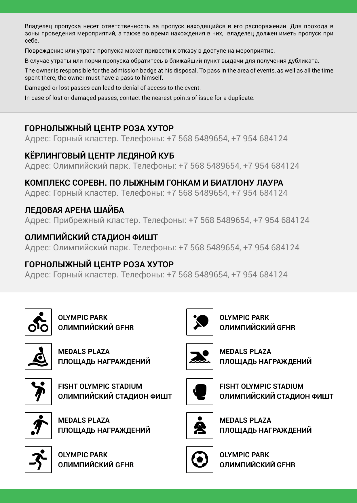 Владелец пропуска несет ответственность за пропуск находящийся в его распоряжении. Для прохода в
зоны проведения мероприятий, а также во время нахождения в них, владелец должен иметь пропуск при
себе.
Повреждение или утрата пропуска может привести к отказу в доступе на мероприятие.
В случае утраты или порчи пропуска обратитесь в ближайший пункт выдачи для получения дубликата.
The owner is responsible for the admission badge at his disposal. To pass in the area of events, as well as all the time
spent there, the owner must have a pass to himself.
Damaged or lost passes can lead to denial of access to the event.
In case of lost or damaged passes, contact the nearest points of issue for a duplicate.
ГОРНОЛЫЖНЫЙ ЦЕНТР РОЗА ХУТОР
Адрес: Горный кластер. Телефоны: +7 568 5489654, +7 954 684124
КЁРЛИНГОВЫЙ ЦЕНТР ЛЕДЯНОЙ КУБ
Адрес: Олимпийский парк. Телефоны: +7 568 5489654, +7 954 684124
КОМПЛЕКС СОРЕВН. ПО ЛЫЖНЫМ ГОНКАМ И БИАТЛОНУ ЛАУРА
Адрес: Горный кластер. Телефоны: +7 568 5489654, +7 954 684124
ЛЕДОВАЯ АРЕНА ШАЙБА
Адрес: Прибрежный кластер. Телефоны: +7 568 5489654, +7 954 684124
ОЛИМПИЙСКИЙ СТАДИОН ФИШТ
Адрес: Олимпийский парк. Телефоны: +7 568 5489654, +7 954 684124
ГОРНОЛЫЖНЫЙ ЦЕНТР РОЗА ХУТОР
Адрес: Горный кластер. Телефоны: +7 568 5489654, +7 954 684124
OLYMPIC PARK
ОЛИМПИЙСКИЙ GFHR
MEDALS PLAZA
ПЛОЩАДЬ НАГРАЖДЕНИЙ
FISHT OLYMPIC STADIUM
ОЛИМПИЙСКИЙ СТАДИОН ФИШТ
MEDALS PLAZA
ПЛОЩАДЬ НАГРАЖДЕНИЙ
OLYMPIC PARK
ОЛИМПИЙСКИЙ GFHR
OLYMPIC PARK
ОЛИМПИЙСКИЙ GFHR
MEDALS PLAZA
ПЛОЩАДЬ НАГРАЖДЕНИЙ
FISHT OLYMPIC STADIUM
ОЛИМПИЙСКИЙ СТАДИОН ФИШТ
MEDALS PLAZA
ПЛОЩАДЬ НАГРАЖДЕНИЙ
OLYMPIC PARK
ОЛИМПИЙСКИЙ GFHR